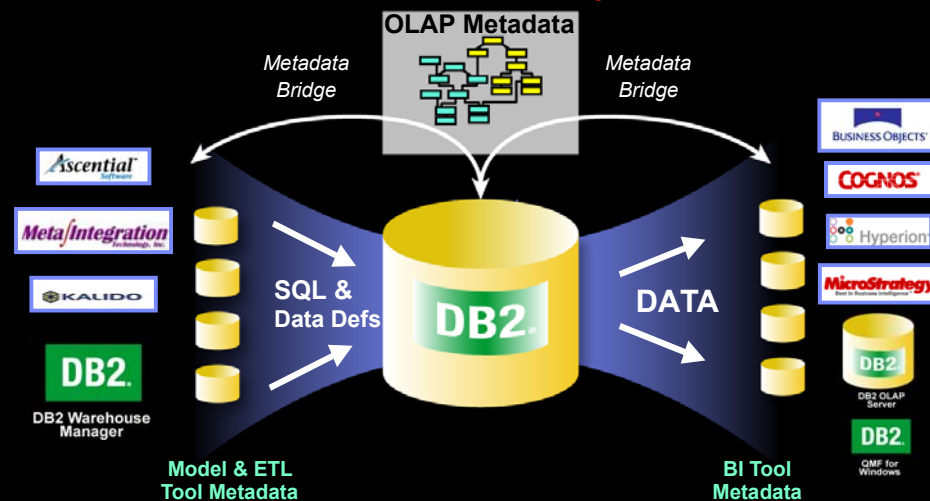 OLAP Metadata
Metadata
Bridge
Metadata
Bridge
Ascential
Software
Meta Integration
Technology, Inc.
KALIDO
DB2.
DB2 Warehouse
Manager
SQL &
Data Defs
DB2.
DATA
BUSINESS OBJECTS
COGNOS
Hyperion
MicroStrategy
Best in Business Intelligence
DB2.
DB2 OLAP
Server
DB2.
QMF for
Windows
Model & ETL
Tool Metadata
BI Tool
Metadata